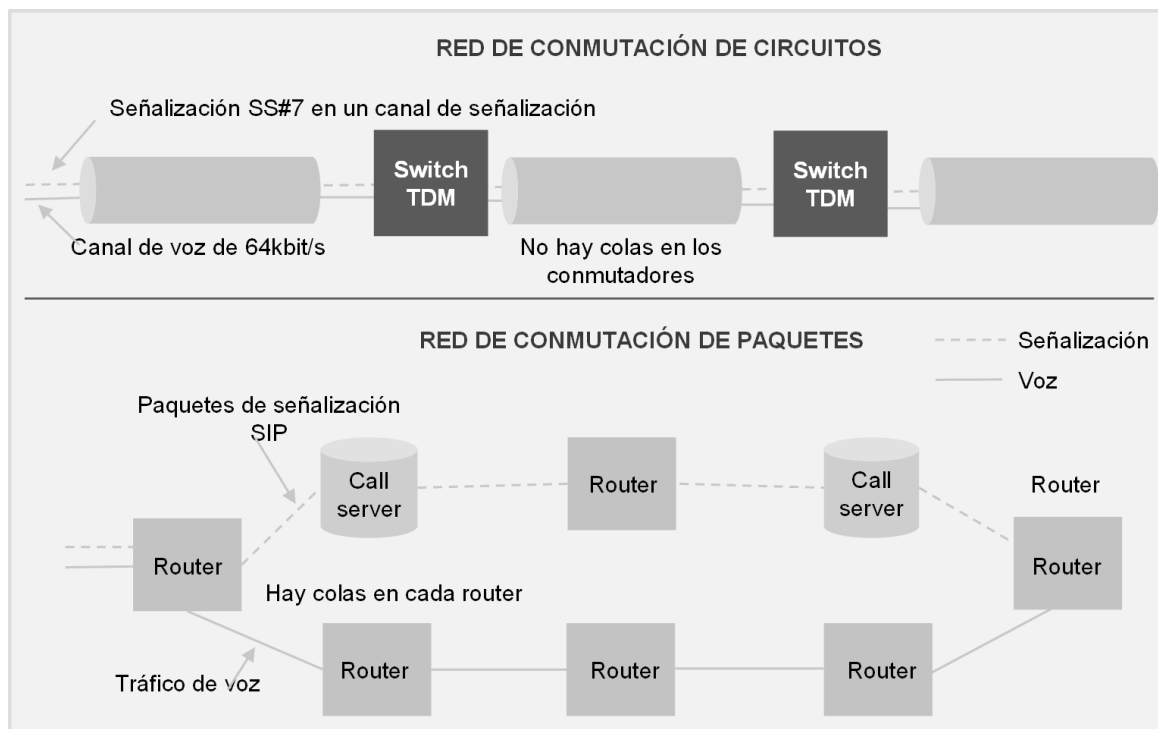 RED DE CONMUTACIÓN DE CIRCUITOS
Señalización SS#7 en un canal de señalización
Switch
TDM
Switch
TDM
Canal de voz de 64kbit/s
No hay colas en los
conmutadores
RED DE CONMUTACIÓN DE PAQUETES
Señalización
Voz
Paquetes de señalización
SIP
Call
server
Router
Call
server
Router
Router
Router
Hay colas en cada router
Router
Router
Router
Tráfico de voz